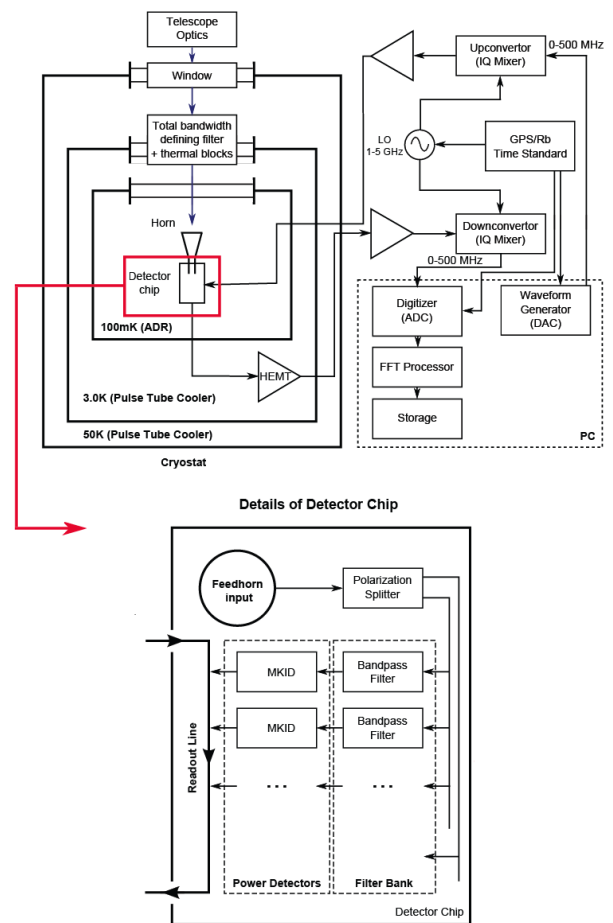 Telescope
Optics
Window
Total bandwidth
defining filter
+ thermal blocks
Horn
Detector
chip
100mK (ADR)
HEMT
3.0K (Pulse Tube Cooler)
50K (Pulse Tube Cooler)
Cryostat
Upconvertor
(IQ Mixer)
0-500 MHz
LO
1-5 GHz
GPS/Rb
Time Standard
Downconvertor
(IQ Mixer)
0-500 MHz
Digitizer
(ADC)
Waveform
Generator
(DAC)
FFT Processor
Storage
PC
Details of Detector Chip
Feedhorn
input
Polarization
Splitter
MKID
Bandpass
Filter
MKID
Bandpass
Filter
...
...
Readout Line
Power Detectors
Filter Bank
Detector Chip